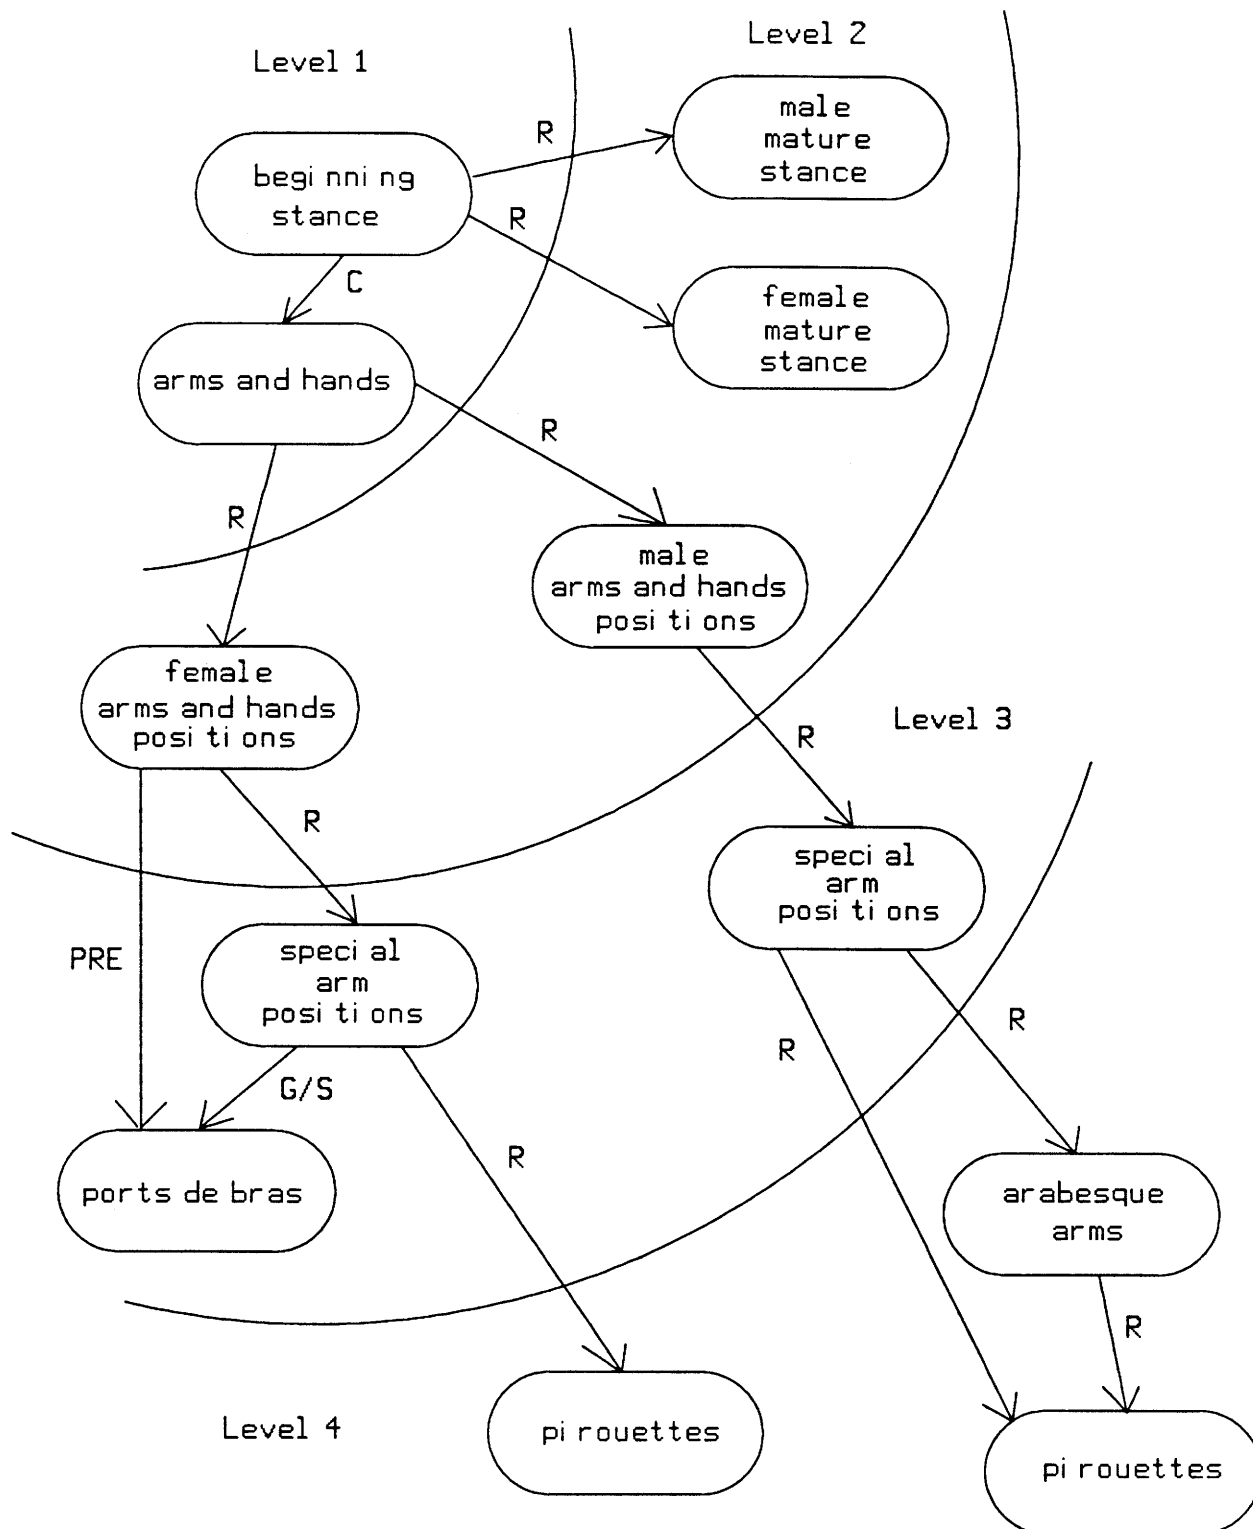 Level 1
Level 2
beginning
stance
R
male
mature
stance
R
female
mature
stance
C
arms and hands
R
R
male
arms and hands
positions
female
arms and hands
positions
Level 3
R
R
special
arm
positions
PRE
special
arm
positions
G/S
R
R
R
ports de bras
arabesque
arms
R
Level 4
pirouettes
pirouettes